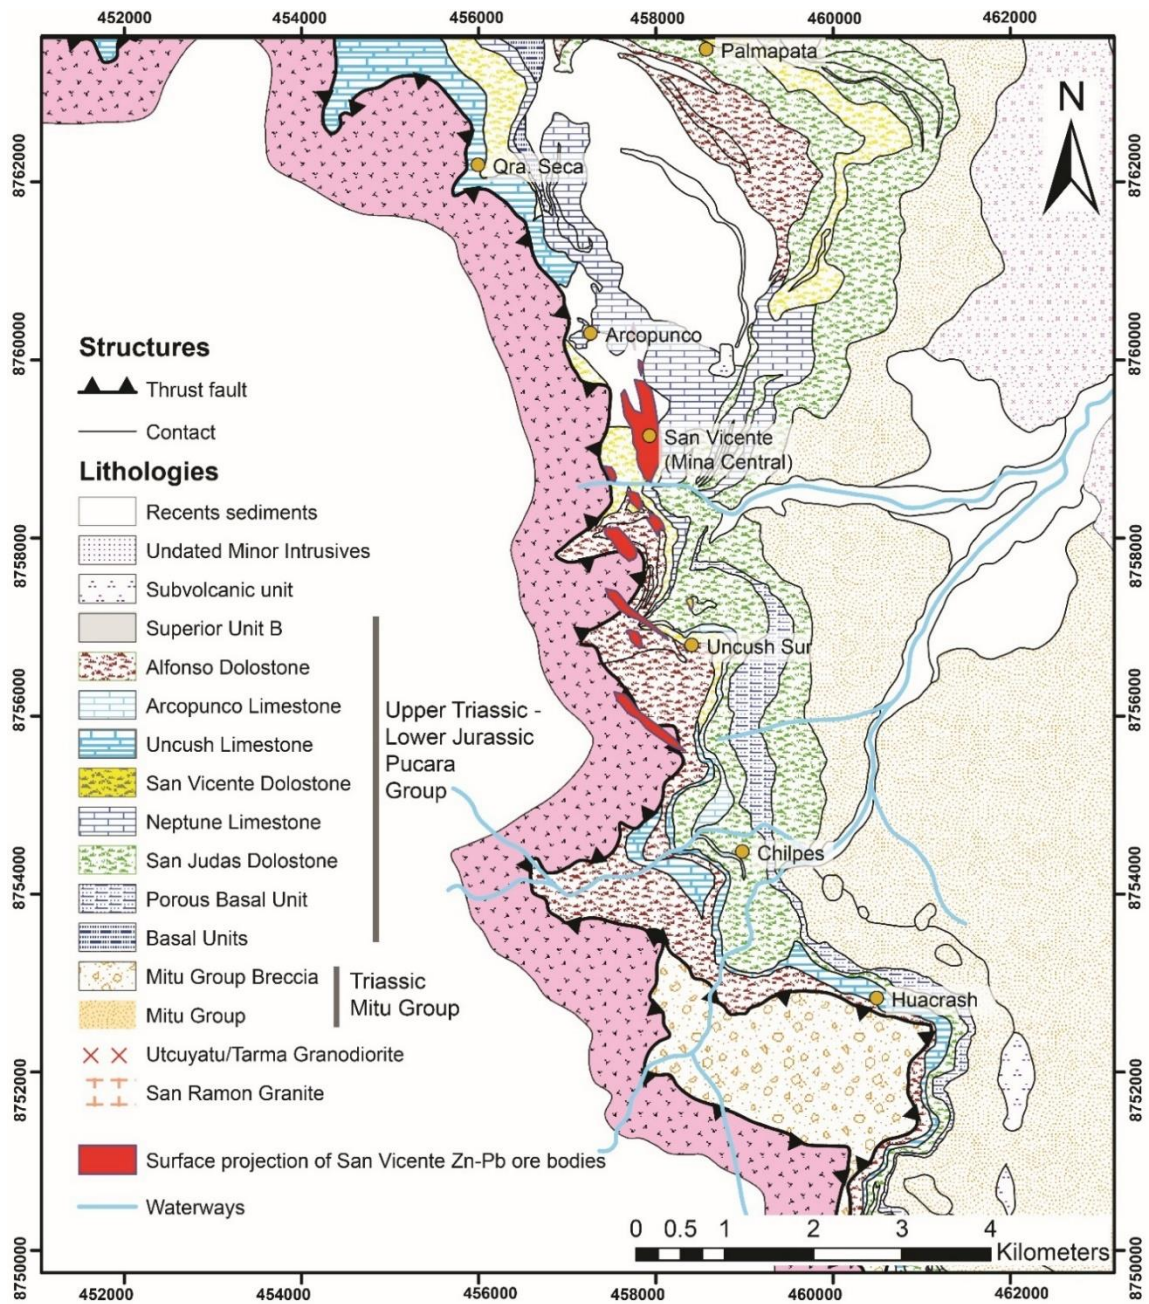 452000
454000
456000
458000
460000
462000
Palmapata
N
8762000
8762000
Qra. Seca
Arcopunco
8760000
8760000
Structures
Thrust fault
Contact
San Vicente
(Mina Central)
Lithologies
Recents sediments
Undated Minor Intrusives
8758000
8758000
Subvolcanic unit
Superior Unit B
Alfonso Dolostone
Uncush Sur
Arcopunco Limestone
8756000
8756000
Uncush Limestone
San Vicente Dolostone
Neptune Limestone
San Judas Dolostone
Porous Basal Unit
Basal Units
Upper Triassic -
Lower Jurassic
Pucara
Group
Chilpes
8754000
8754000
Mitu Group Breccia
Mitu Group
Triassic
Mitu Group
Huacrash
Utcuyatu/Tarma Granodiorite
San Ramon Granite
8752000
8752000
Surface projection of San Vicente Zn-Pb ore bodies
Waterways
0 0.5 1 2 3 4
Kilometers
8750000
8750000
452000
454000
456000
458000
460000
462000